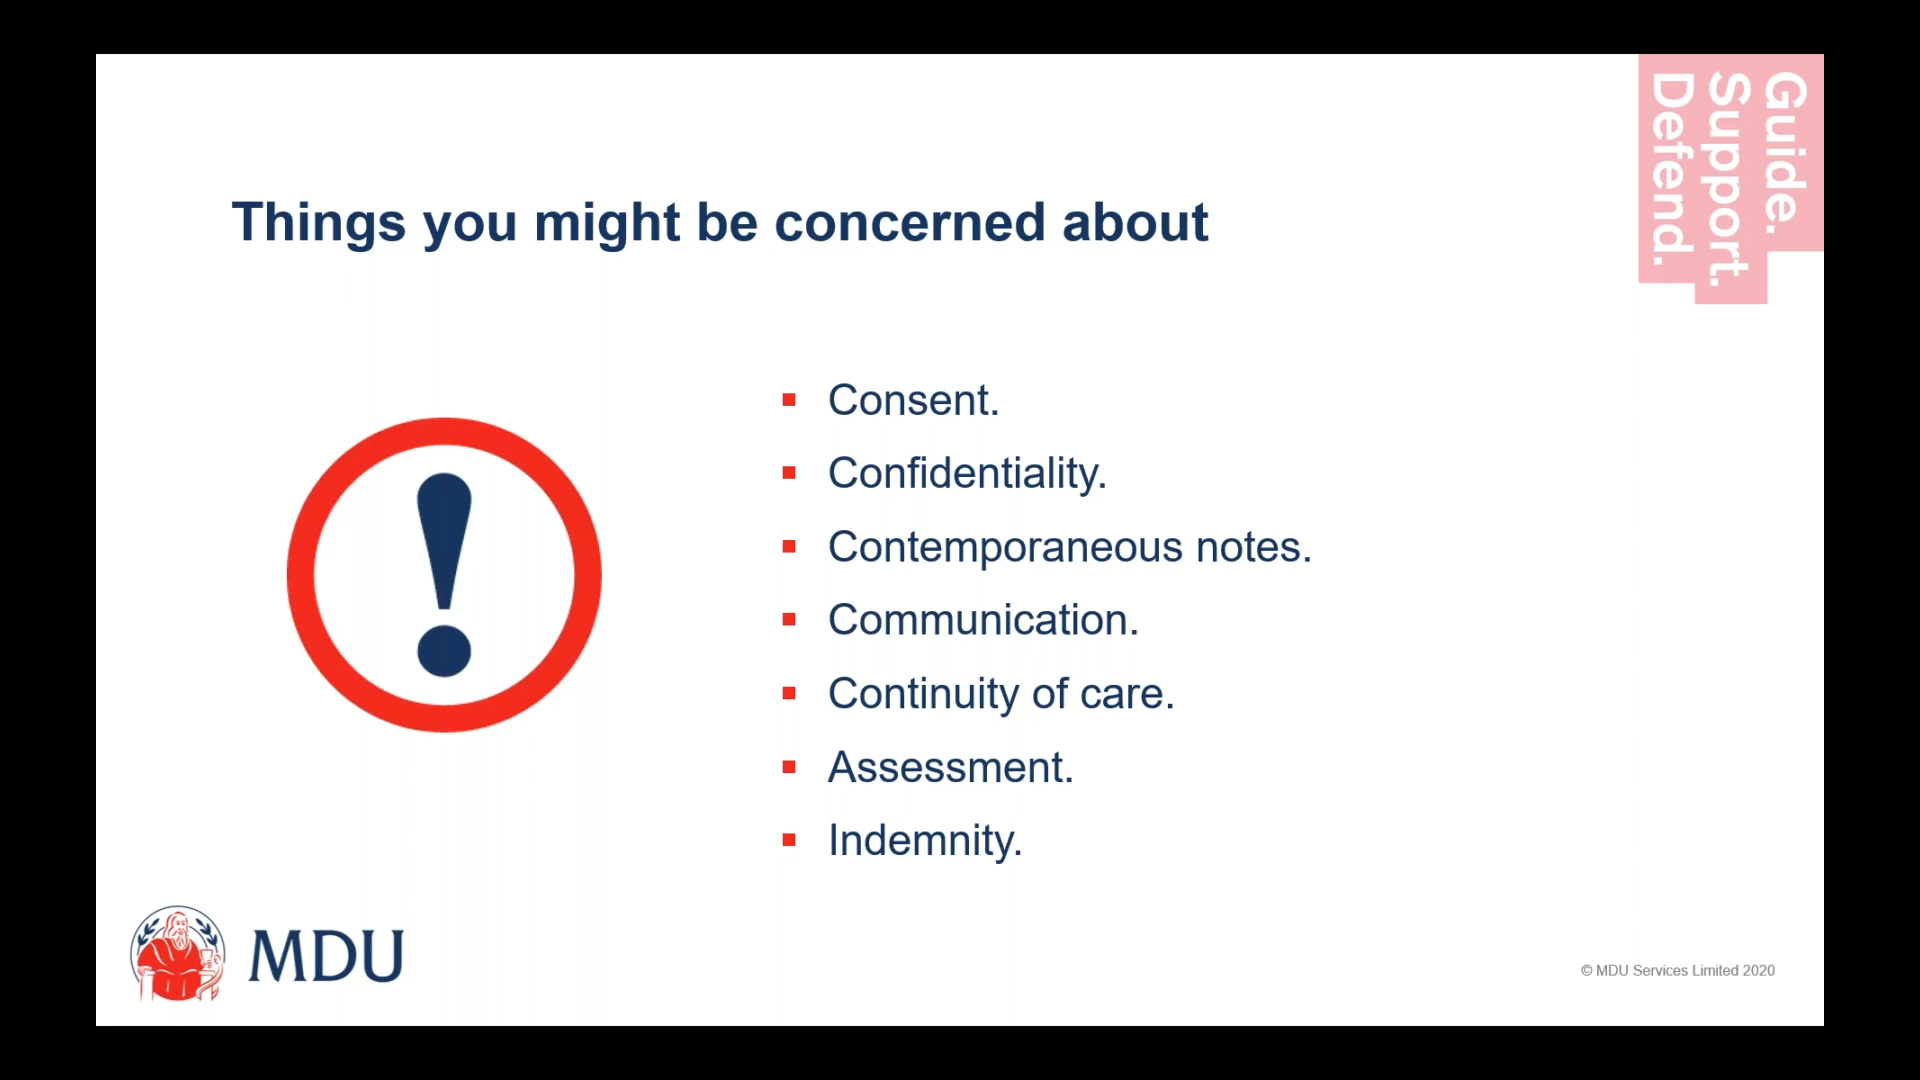 Guide.
Support.
Defend.
Things you might be concerned about
Consent.
Confidentiality.
Contemporaneous notes.
Communication.
Continuity of care.
Assessment.
Indemnity.
MDU
© MDU Services Limited 2020